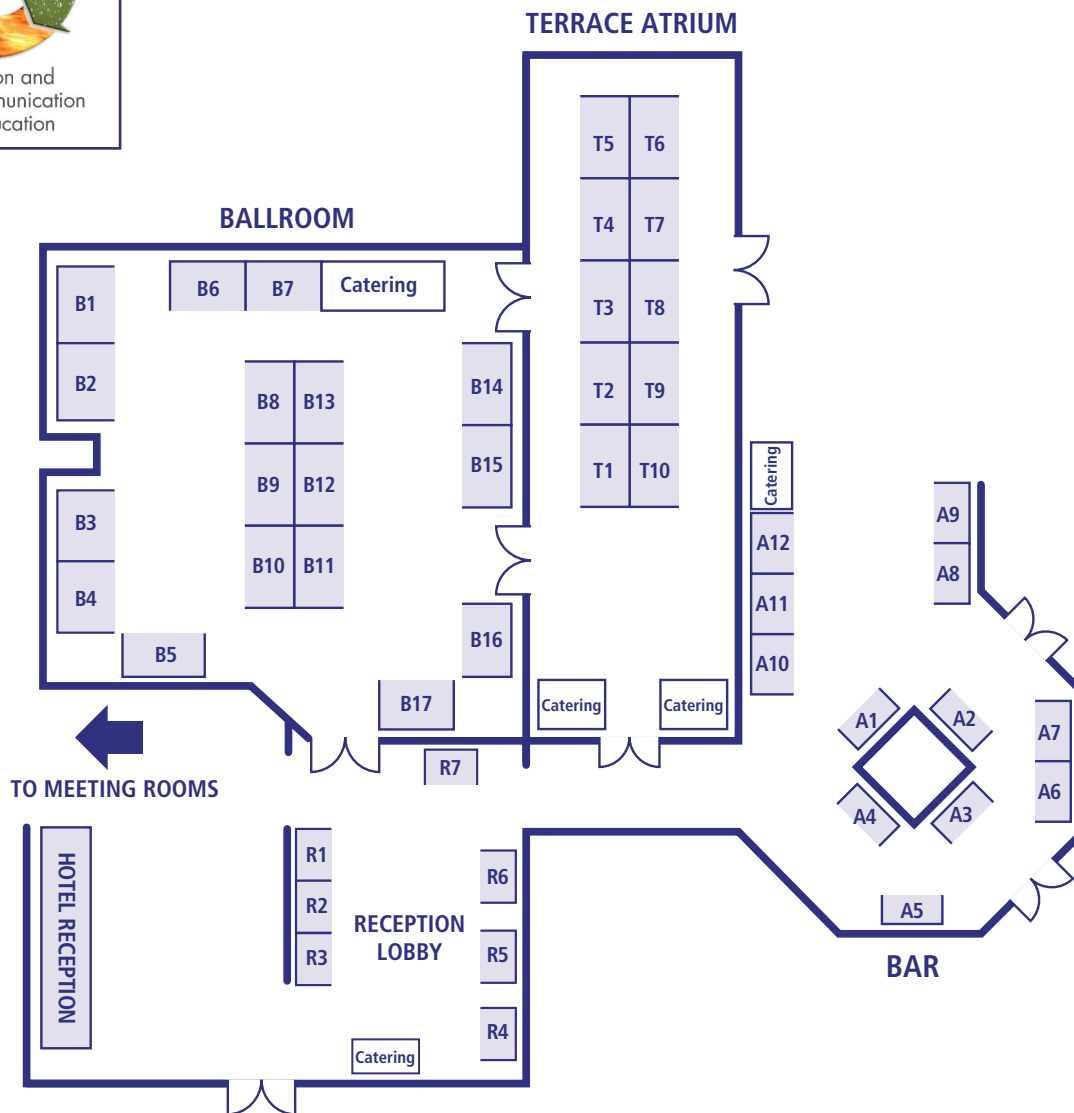 and
education
TERRACE ATRIUM
T5 T6
T4 T7
T3 T8
T2 T9
T1 T10
Catering
Catering
BALLROOM
B1
B2
B3
B4
B5
B6 B7 Catering
B8 B13
B9 B12
B10 B11
B14
B15
B16
B17
TO MEETING ROOMS
HOTEL RECEPTION
R7
R1
R2
R3
RECEPTION
LOBBY
R6
R5
R4
Catering
Catering
A12
A11
A10
A9
A8
A1 A2
A4 A3
A7
A6
A5
BAR